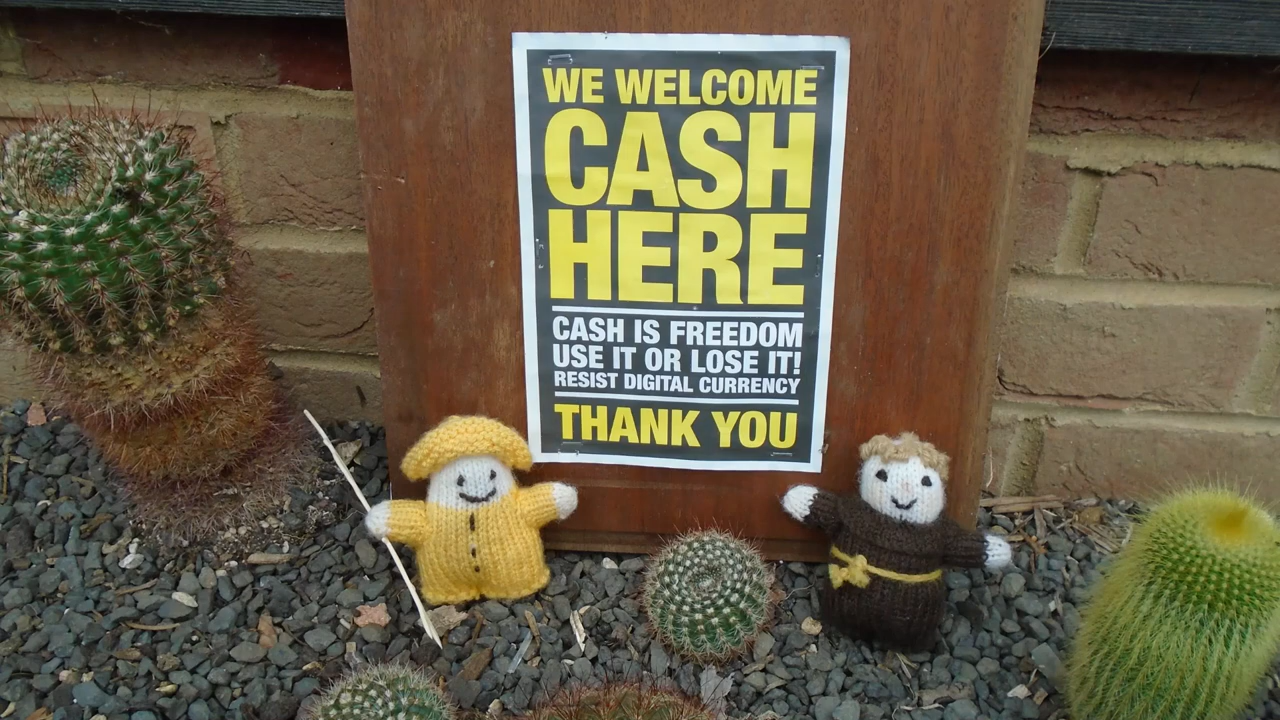 WE WELCOME
CASH
HERE
CASH IS FREEDOM
USE IT OR LOSE IT!
RESIST DIGITAL CURRENCY
THANK YOU